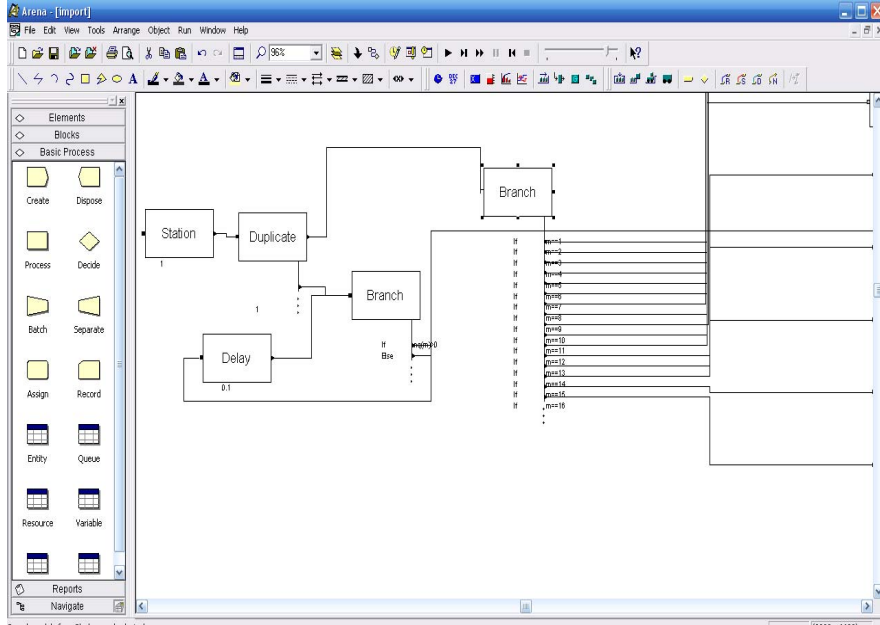 Arena - [import]
File Edit View Tools Arrange Object Run Window Help
96%
Elements
Blocks
Basic Process
Create Dispose
Process Decide
Batch Separate
Assign Record
Entity Queue
Resource Variable
Reports
Navigate
Station
1
Duplicate
1
Branch
If
Else
Delay
0.1
Branch
If m==1
If m==2
If m==3
If m==4
If m==5
If m==6
If m==7
If m==8
If m==9
If m==10
If m==11
If m==12
If m==13
If m==14
If m==15
If m==16